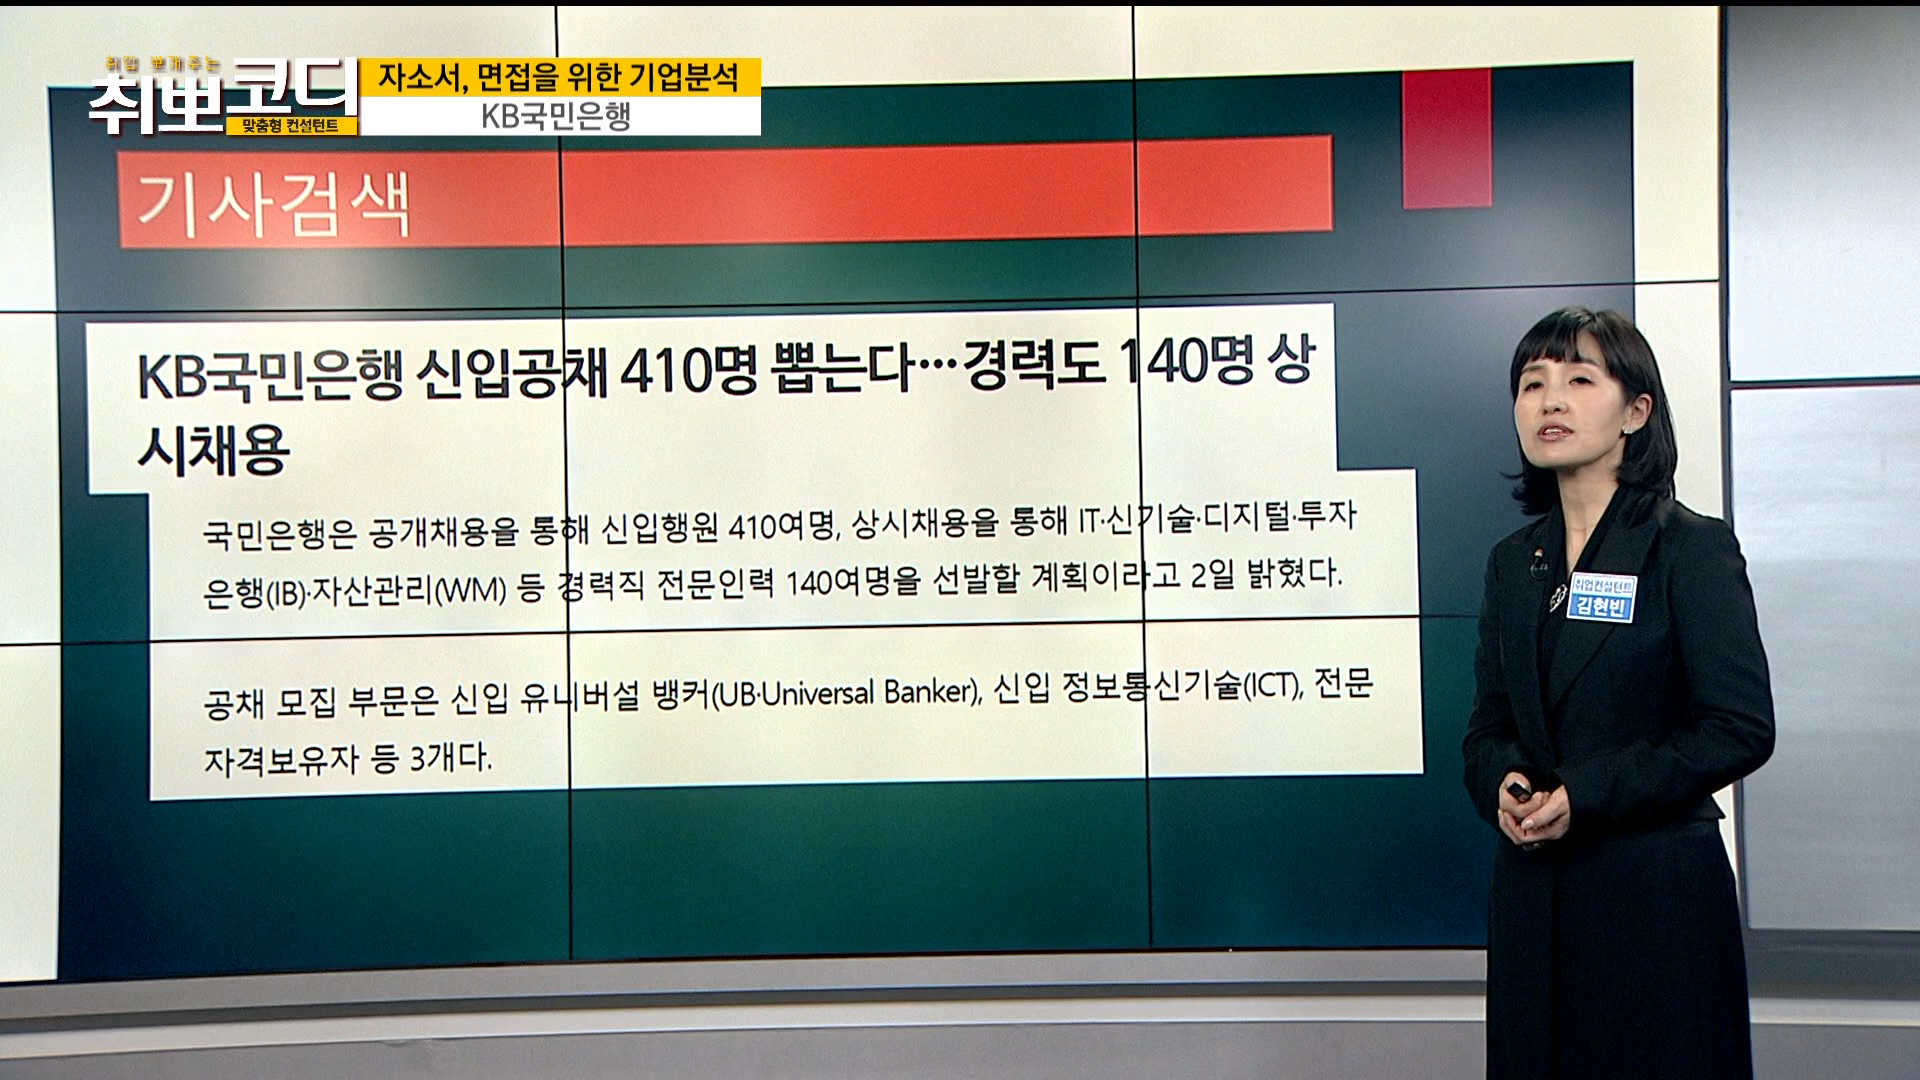 취업 뽀개주는
취뽀코디
맞춤형 컨설턴트
자소서, 면접을 위한 기업분석
KB국민은행
기사검색
KB국민은행 신입공채 410명 뽑는다…경력도 140명 상
시채용
국민은행은 공개채용을 통해 신입행원 410여명, 상시채용을 통해 IT·신기술·디지털·투자
은행(IB)·자산관리(WM) 등 경력직 전문인력 140여명을 선발할 계획이라고 2일 밝혔다.
공채 모집 부문은 신입 유니버설 뱅커(UB·Universal Banker), 신입 정보통신기술(ICT), 전문
자격보유자 등 3개다.
취업컨설턴트
김현빈